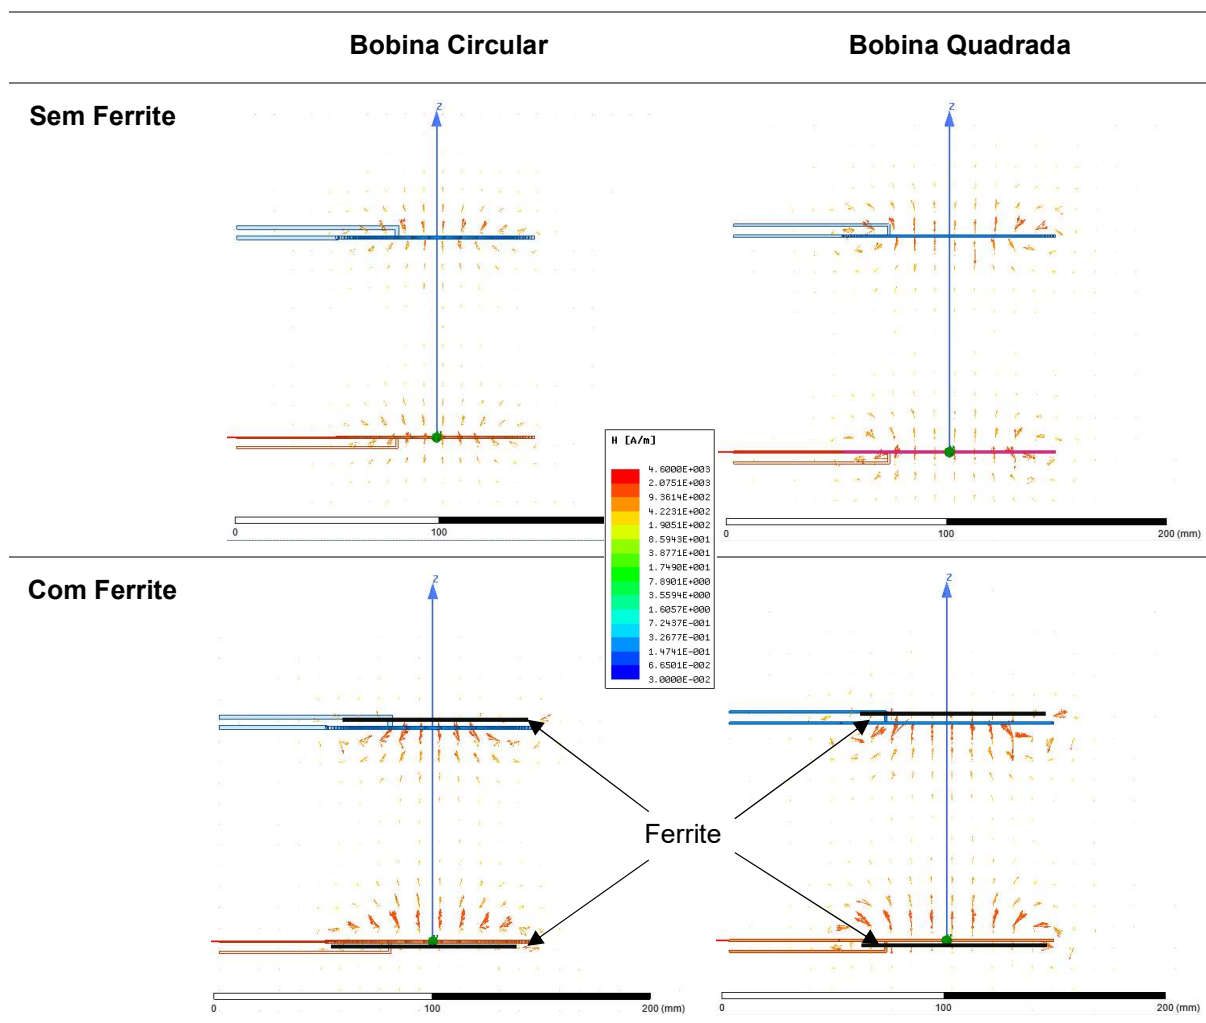 Bobina Circular
Bobina Quadrada
Sem Ferrite
Z
0
100
Z
0
100
200 (mm)
H [A/m]
4.6000E+003
2.0751E+003
9.3614E+002
4.2231E+002
1.9051E+002
8.5943E+001
3.8771E+001
1.7490E+001
7.8901E+000
3.5594E+000
1.6057E+000
7.2437E-001
3.2677E-001
1.4741E-001
6.6501E-002
3.0000E-002
Com Ferrite
Z
0
100
200 (mm)
Z
0
100
200 (mm)
Ferrite